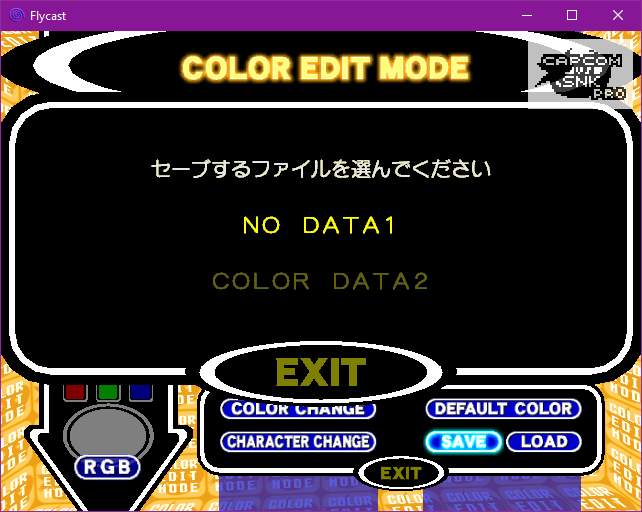 Flycast
COLOR EDIT MODE
CAPCOM
VS
SNK
PRO
セーブするファイルを選んでください
NO DATA1
COLOR DATA2
EXIT
COLOR CHANGE
DEFAULT COLOR
CHARACTER CHANGE
SAVE
LOAD
RGB
EXIT